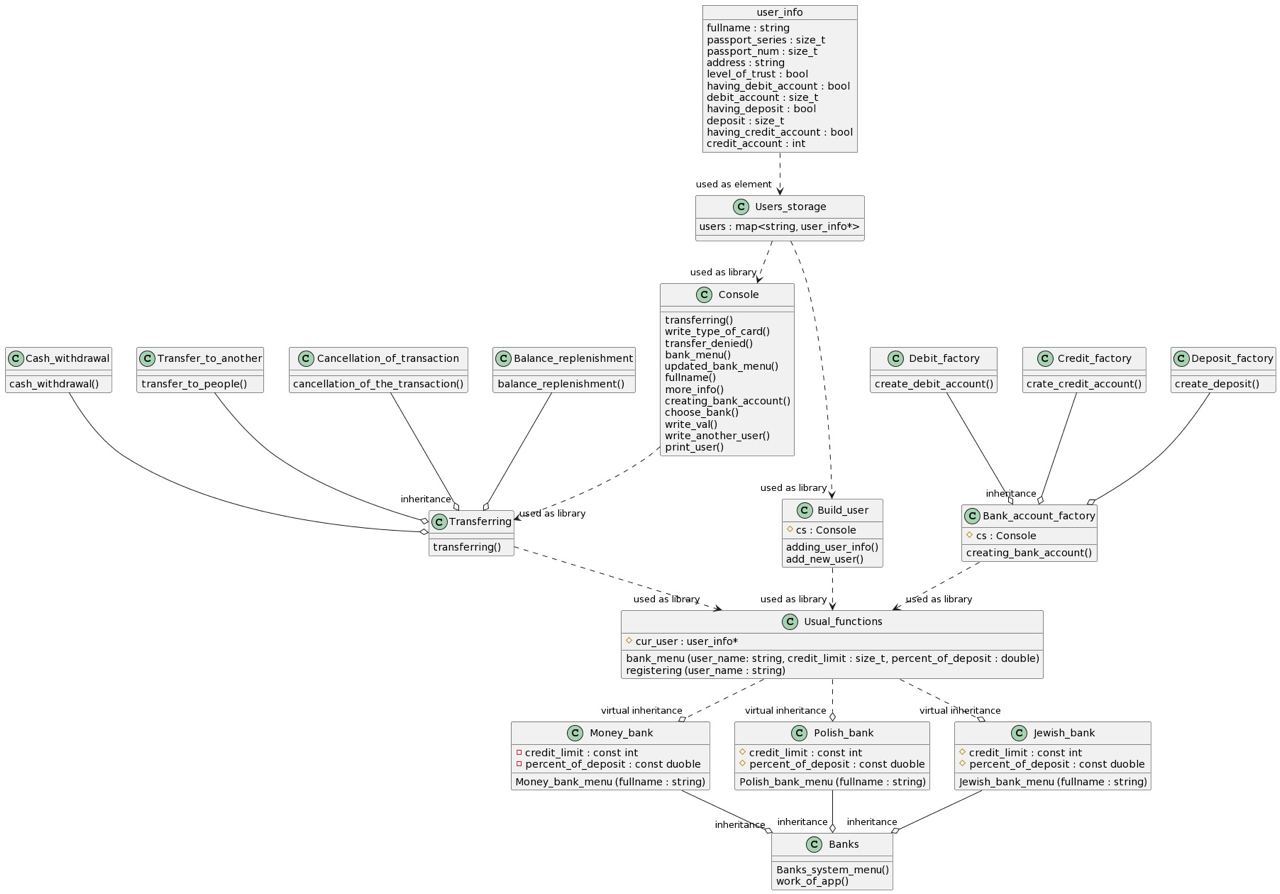 user_info
fullname : string
passport_series : size_t
passport_num : size_t
address : string
level_of_trust : bool
having_debit_account : bool
debit_account : size_t
having_deposit : bool
deposit : size_t
having_credit_account : bool
credit_account : int
used as element
C Users_storage
users : map<string, user_info*>
used as library
C Console
transferring()
write_type_of_card()
transfer_denied()
bank_menu()
updated_bank_menu()
fullname()
more_info()
creating_bank_account()
choose_bank()
write_val()
write_another_user()
print_user()
C Cash_withdrawal
cash_withdrawal()
C Transfer_to_another
transfer_to_people()
C Cancellation_of_transaction
cancellation_of_the_transaction()
C Balance_replenishment
balance_replenishment()
C Debit_factory
create_debit_account()
C Credit_factory
crate_credit_account()
C Deposit_factory
create_deposit()
inheritance
used as library
used as library
inheritance
C Transferring
transferring()
C Build_user
cs : Console
adding_user_info()
add_new_user()
C Bank_account_factory
cs : Console
creating_bank_account()
used as library
used as library
used as library
C Usual_functions
cur_user : user_info*
bank_menu (user_name: string, credit_limit : size_t, percent_of_deposit : double)
registering (user_name : string)
virtual inheritance
virtual inheritance
virtual inheritance
C Money_bank
credit_limit : const int
percent_of_deposit : const duoble
Money_bank_menu (fullname : string)
C Polish_bank
credit_limit : const int
percent_of_deposit : const duoble
Polish_bank_menu (fullname : string)
C Jewish_bank
credit_limit : const int
percent_of_deposit : const duoble
Jewish_bank_menu (fullname : string)
inheritance
inheritance
inheritance
C Banks
Banks_system_menu()
work_of_app()